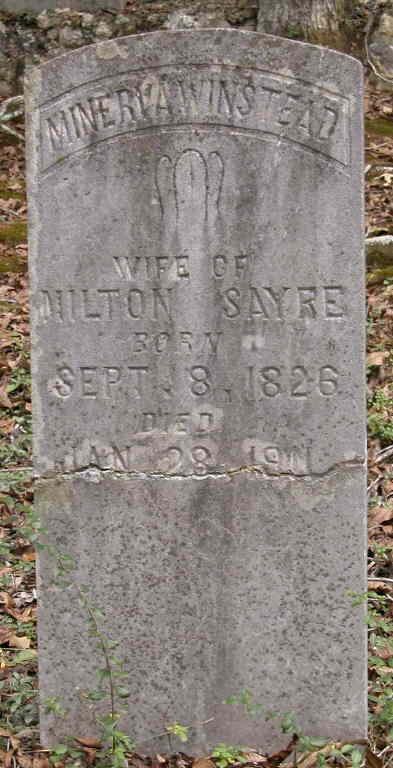 MINERVA WINSTEAD
WIFE OF
MILTON SAYRE
BORN
SEPT. 8, 1826
DIED
JAN. 28, 1911